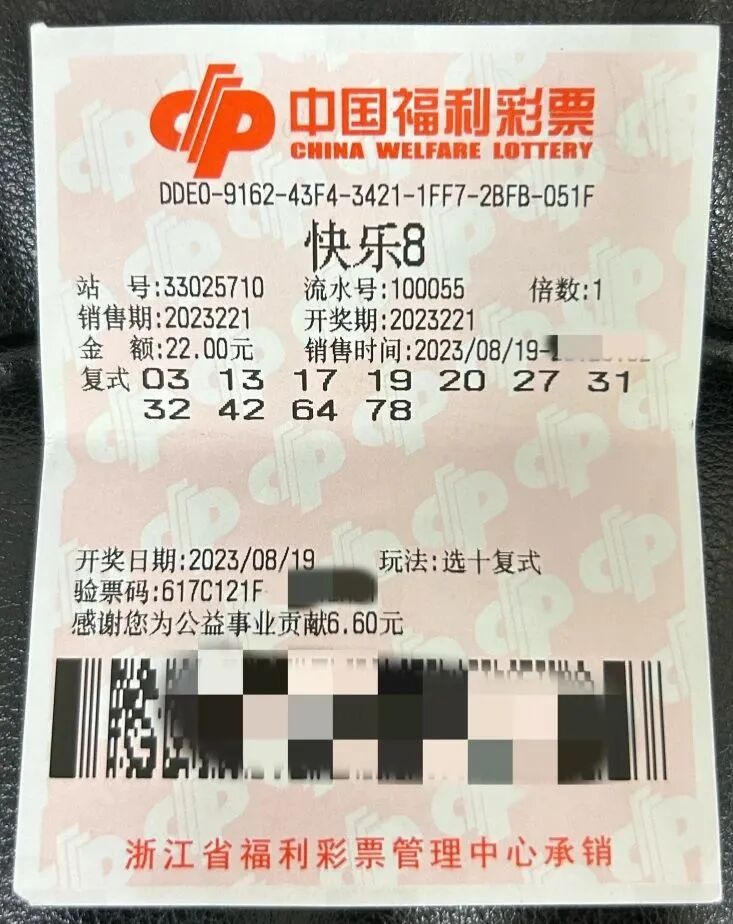 中国福利彩票
CHINA WELFARE LOTTERY
DDE0-9162-43F4-3421-1FF7-2BFB-051F
快乐8
站 号:33025710 流水号:100055 倍数:1
销售期:2023221 开奖期:2023221
金 额:22.00元 销售时间:2023/08/19-
复式 03 13 17 19 20 27 31
32 42 64 78
开奖日期:2023/08/19 玩法:选十复式
验票码:617C121F
感谢您为公益事业贡献6.60元
浙江省福利彩票管理中心承销